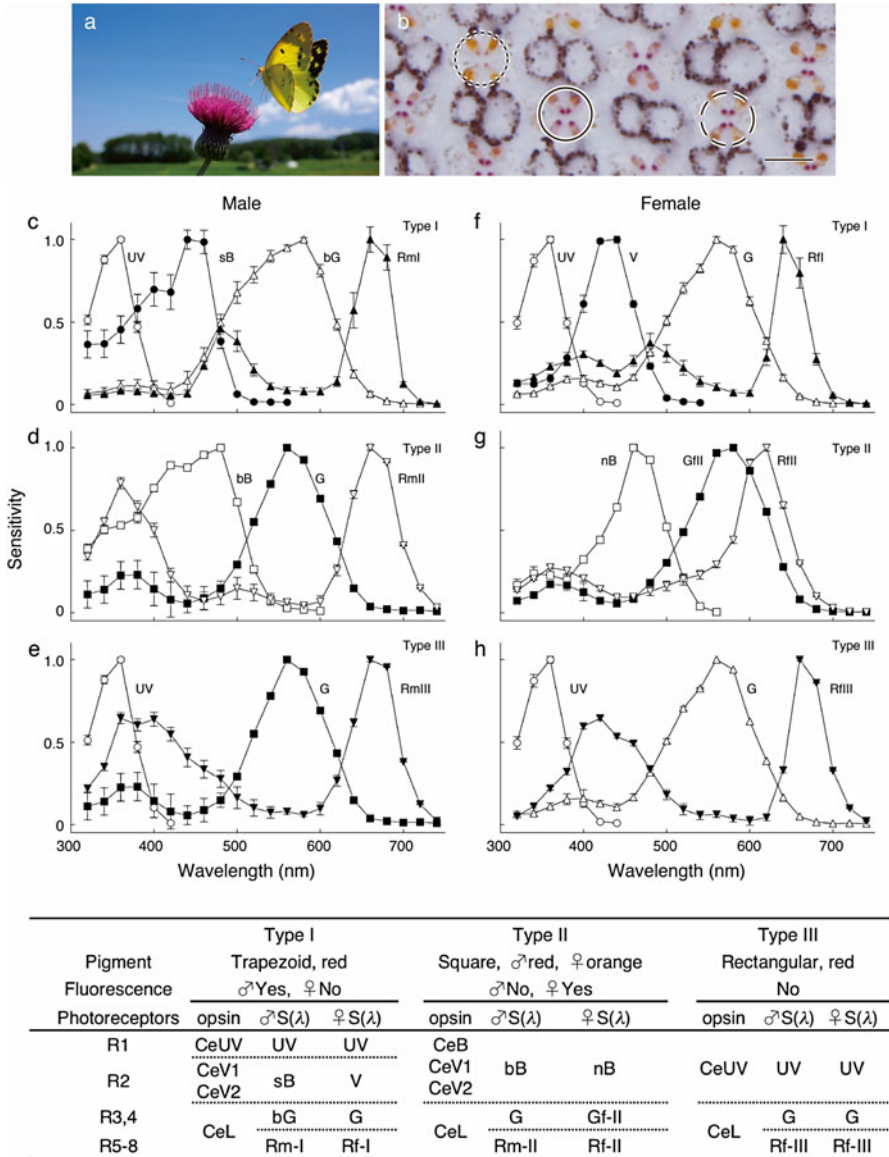 a
b
Male
Female
c
Type I
1.0
0.5
0
UV
sB
bG
RmI
f
Type I
UV
V
G
RfI
d
Type II
1.0
0.5
0
bB
G
RmII
g
Type II
nB
GfII
RfII
Sensitivity
e
Type III
1.0
0.5
0
UV
G
RmIII
h
Type III
UV
G
RfIII
300 400 500 600 700
300 400 500 600 700
Wavelength (nm)
Wavelength (nm)
Type I Type II Type III
Pigment Trapezoid, red Square, ♂red, ♀orange Rectangular, red
Fluorescence ♂Yes, ♀No ♂No, ♀Yes No
Photoreceptors opsin ♂S(λ) ♀S(λ) opsin ♂S(λ) ♀S(λ) opsin ♂S(λ) ♀S(λ)
R1 CeUV UV UV CeB
R2 CeV1 CeV2 sB V CeV1 CeV2 bB nB CeUV UV UV
R3,4 CeL bG G CeL G Gf-II CeL G G
R5-8 Rm-I Rf-I Rm-II Rf-II Rf-III Rf-III